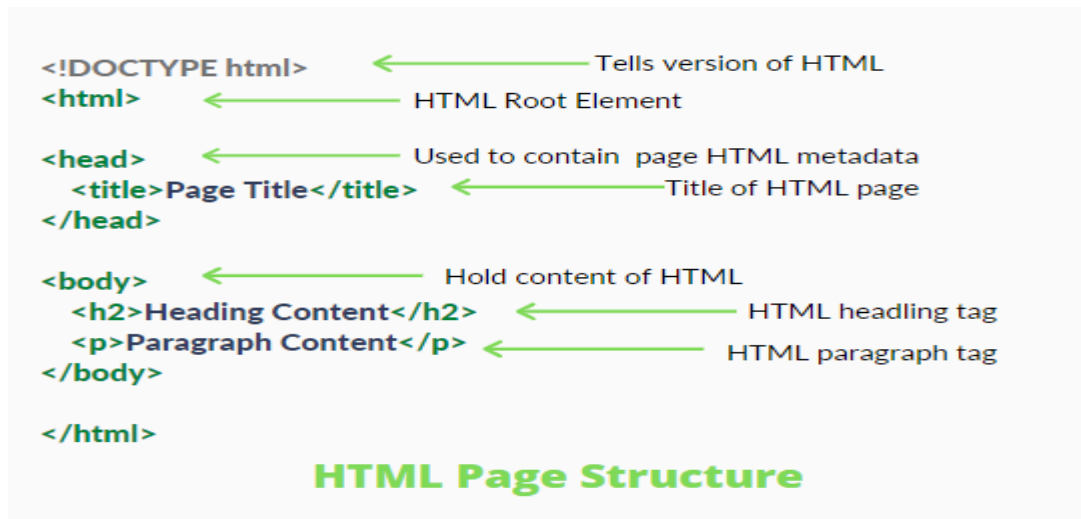 <!DOCTYPE html> Tells version of HTML
<html> HTML Root Element
<head> Used to contain page HTML metadata
<title>Page Title</title> Title of HTML page
</head>
<body> Hold content of HTML
<h2>Heading Content</h2> HTML headling tag
<p>Paragraph Content</p> HTML paragraph tag
</body>
</html>
HTML Page Structure